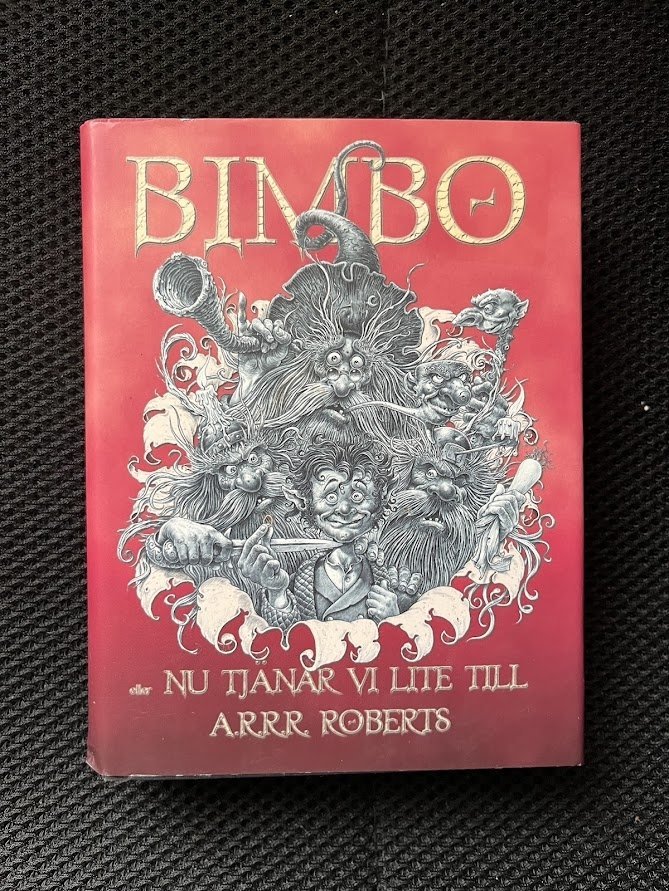 BIMBO
eller NU TJÄNAR VI LITE TILL
A.R.R.R. ROBERTS